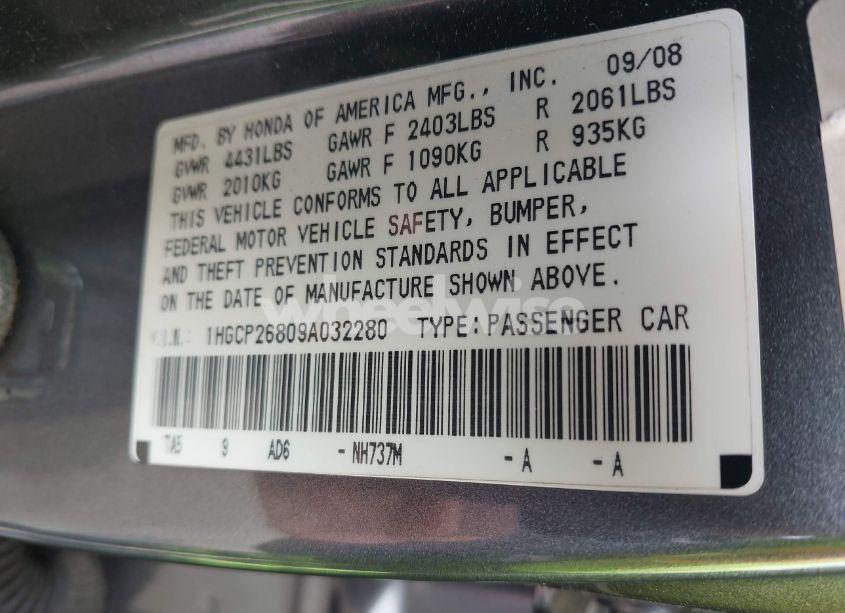 MFD. BY HONDA OF AMERICA MFG., INC. 09/08
GVWR 4431LBS GAWR F 2403LBS R 2061LBS
GVWR 2010KG GAWR F 1090KG R 935KG
THIS VEHICLE CONFORMS TO ALL APPLICABLE
FEDERAL MOTOR VEHICLE SAFETY, BUMPER,
AND THEFT PREVENTION STANDARDS IN EFFECT
ON THE DATE OF MANUFACTURE SHOWN ABOVE.
wheelwise
V.I.N.: 1HGCP26809A032280 TYPE:PASSENGER CAR
TA5 9 AD6 - NH737M - A - A